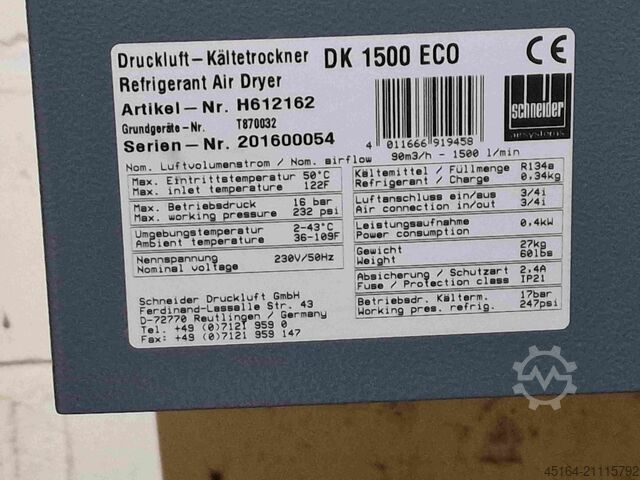 Druckluft-Kältetrockner DK 1500 ECO
Refrigerant Air Dryer
Artikel-Nr. H612162
Grundgeräte-Nr. T870032
Serien-Nr. 201600054
CE
schneider
airsystems
4 011666 919458
Nom. Luftvolumenstrom / Nom. airflow 90m3/h - 1500 l/min
Max. Eintrittstemperatur 50°C
Max. inlet temperature 122F
Max. Betriebsdruck 16 bar
Max. working pressure 232 psi
Umgebungstemperatur 2-43°C
Ambient temperature 36-109F
Nennspannung 230V/50Hz
Nominal voltage
Kältemittel / Füllmenge R134a
Refrigerant / Charge 0,34kg
Luftanschluss ein/aus 3/4i
Air connection in/out 3/4i
Leistungsaufnahme 0,4kW
Power consumption
Gewicht 27kg
Weight 60lbs
Absicherung / Schutzart 2,4A
Fuse / Protection class IP21
Betriebsdr. Kälterm. 17bar
Working pres. refrig. 247psi
Schneider Druckluft GmbH
Ferdinand-Lassalle Str. 43
D-72770 Reutlingen / Germany
Tel. +49 (0)7121 959 0
Fax: +49 (0)7121 959 147
45164-21115792